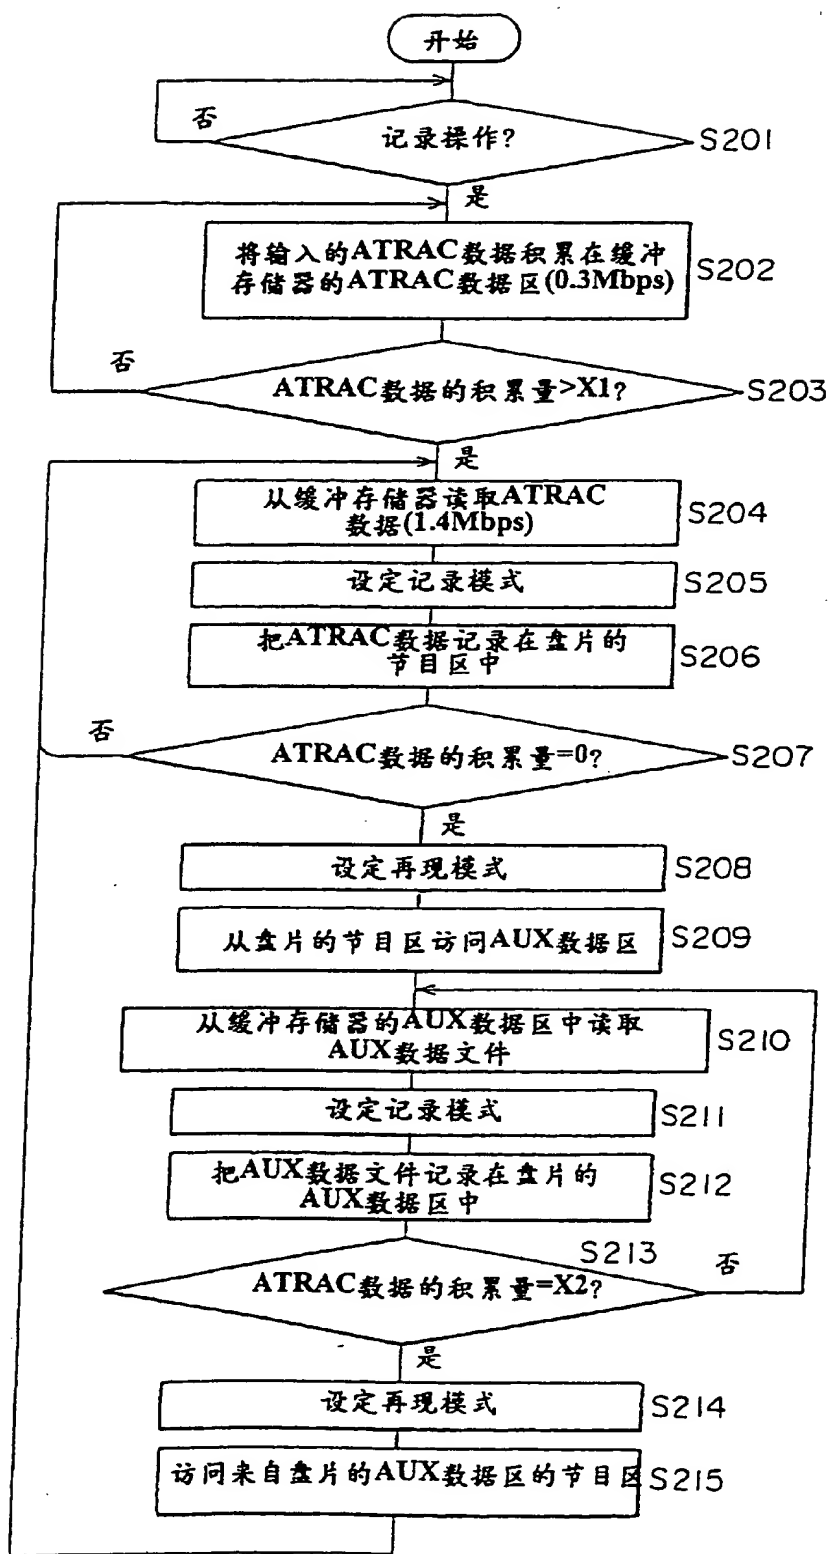 开始
否
记录操作?
S201
是
将输入的ATRAC数据积累在缓冲
存储器的ATRAC数据区(0.3Mbps)
S202
否
ATRAC数据的积累量>X1?
S203
是
从缓冲存储器读取ATRAC
数据(1.4Mbps)
S204
设定记录模式
S205
把ATRAC数据记录在盘片的
节目区中
S206
否
ATRAC数据的积累量=0?
S207
是
设定再现模式
S208
从盘片的节目区访问AUX数据区
S209
从缓冲存储器的AUX数据区中读取
AUX数据文件
S210
设定记录模式
S211
把AUX数据文件记录在盘片的
AUX数据区中
S212
S213
否
ATRAC数据的积累量=X2?
是
设定再现模式
S214
访问来自盘片的AUX数据区的节目区
S215